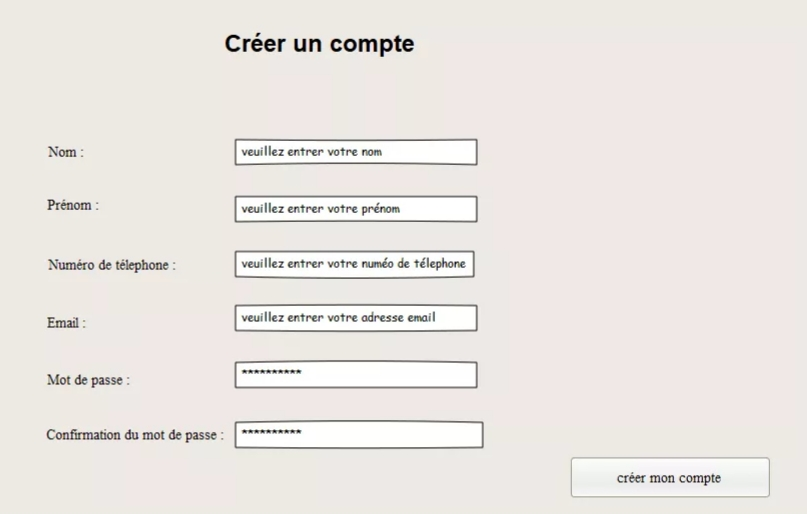 Créer un compte
Nom :
veuillez entrer votre nom
Prénom :
veuillez entrer votre prénom
Numéro de télephone :
veuillez entrer votre numéo de télephone
Email :
veuillez entrer votre adresse email
Mot de passe :
**********
Confirmation du mot de passe :
**********
créer mon compte